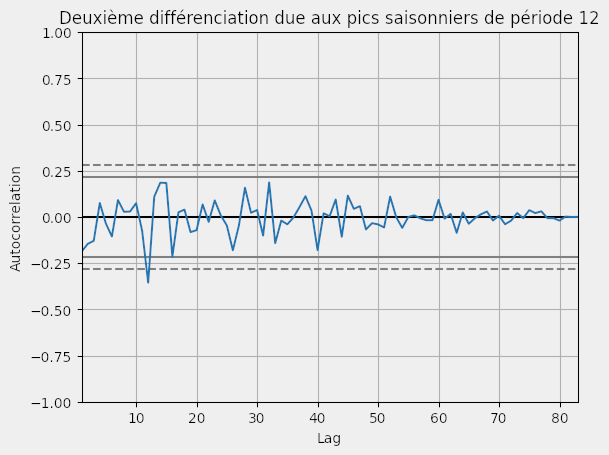 Deuxième différenciation due aux pics saisonniers de période 12
1.00
0.75
0.50
0.25
0.00
−0.25
−0.50
−0.75
−1.00
Autocorrelation
10 20 30 40 50 60 70 80
Lag